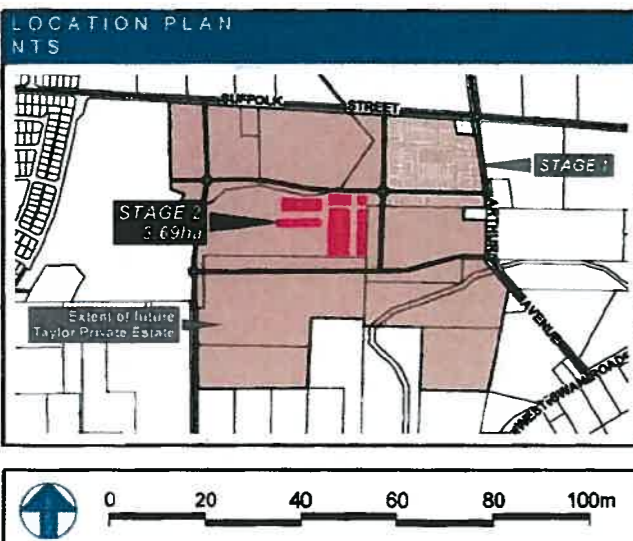 LOCATION PLAN
NTS
SUFFOLK STREET
STAGE 1
STAGE 2
3.69ha
ARTHUR
AVENUE
Extent of future
Taylor Private Estate
0 20 40 60 80 100m